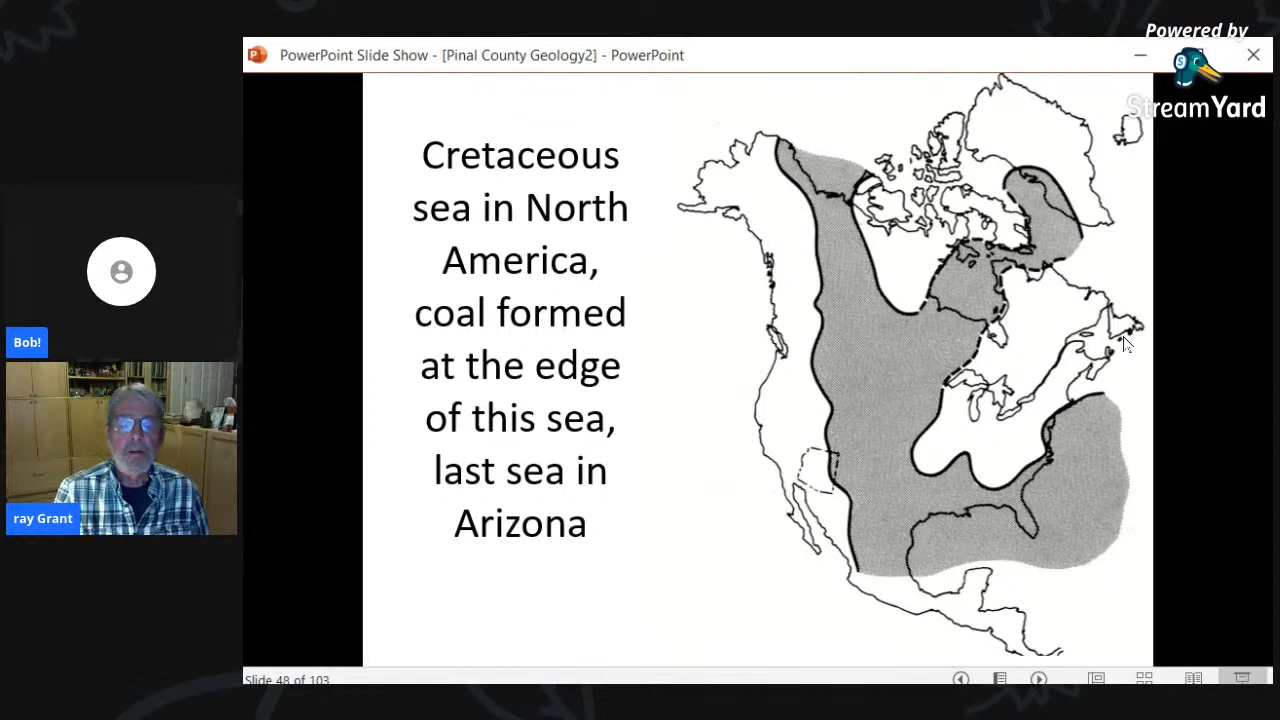 Powered by
StreamYard
PowerPoint Slide Show - [Pinal County Geology2] - PowerPoint
Cretaceous
sea in North
America,
coal formed
at the edge
of this sea,
last sea in
Arizona
Bob!
ray Grant
Slide 48 of 103